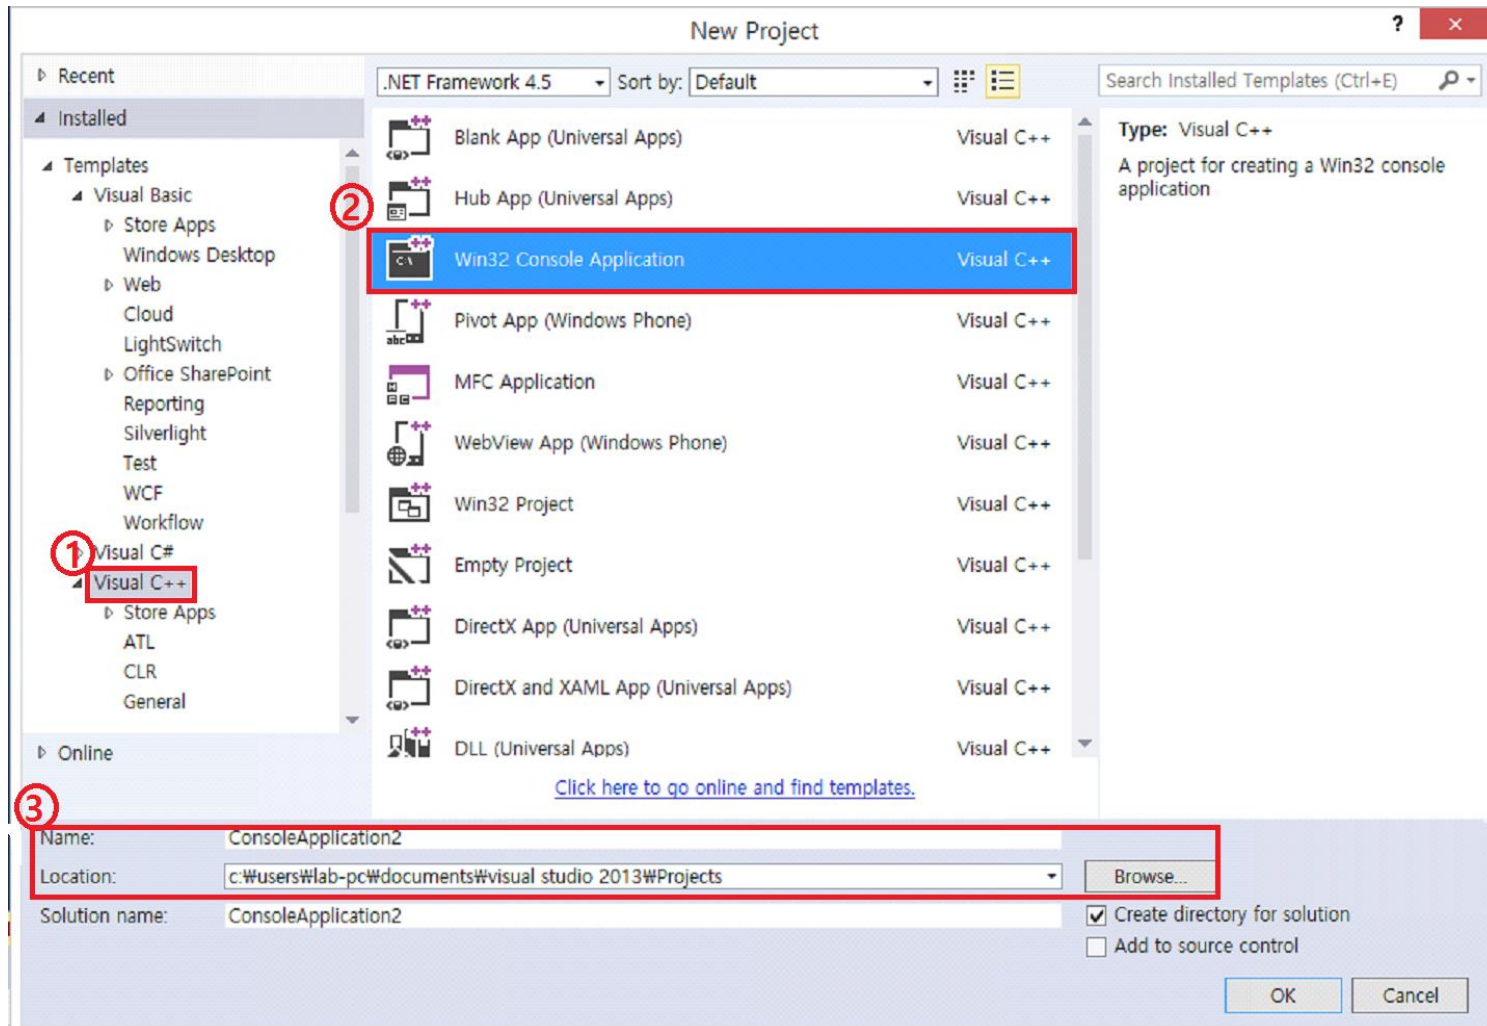 New Project
?
Recent
.NET Framework 4.5
Sort by:
Default
Search Installed Templates (Ctrl+E)
Installed
Templates
Visual Basic
Store Apps
Windows Desktop
Web
Cloud
LightSwitch
Office SharePoint
Reporting
Silverlight
Test
WCF
Workflow
①
Visual C#
Visual C++
Store Apps
ATL
CLR
General
Online
Blank App (Universal Apps) Visual C++
②
Hub App (Universal Apps) Visual C++
Win32 Console Application Visual C++
Pivot App (Windows Phone) Visual C++
MFC Application Visual C++
WebView App (Windows Phone) Visual C++
Win32 Project Visual C++
Empty Project Visual C++
DirectX App (Universal Apps) Visual C++
DirectX and XAML App (Universal Apps) Visual C++
DLL (Universal Apps) Visual C++
Click here to go online and find templates.
Type: Visual C++
A project for creating a Win32 console
application
③
Name: ConsoleApplication2
Location: c:₩users₩lab-pc₩documents₩visual studio 2013₩Projects
Browse...
Solution name: ConsoleApplication2
Create directory for solution
Add to source control
OK
Cancel